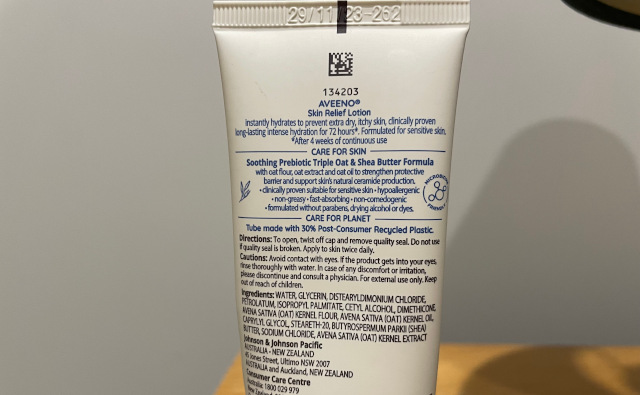 29/11/23-262
134203
AVEENO®
Skin Relief Lotion
instantly hydrates to prevent extra dry, itchy skin, clinically proven
long-lasting intense hydration for 72 hours*. Formulated for sensitive skin.
*After 4 weeks of continuous use
CARE FOR SKIN
Soothing Prebiotic Triple Oat & Shea Butter Formula
with oat flour, oat extract and oat oil to strengthen protective
barrier and support skin's natural ceramide production.
• clinically proven suitable for sensitive skin • hypoallergenic
• non-greasy • fast-absorbing • non-comedogenic
• formulated without parabens, drying alcohol or dyes.
MICROBIOME
FRIENDLY
CARE FOR PLANET
Tube made with 30% Post-Consumer Recycled Plastic.
Directions: To open, twist off cap and remove quality seal. Do not use
if quality seal is broken. Apply to skin twice daily.
Cautions: Avoid contact with eyes. If the product gets into your eyes,
rinse thoroughly with water. In case of any discomfort or irritation,
please discontinue and consult a physician. For external use only. Keep
out of reach of children.
Ingredients: WATER, GLYCERIN, DISTEARYLDIMONIUM CHLORIDE,
PETROLATUM, ISOPROPYL PALMITATE, CETYL ALCOHOL, DIMETHICONE,
AVENA SATIVA (OAT) KERNEL FLOUR, AVENA SATIVA (OAT) KERNEL OIL,
CAPRYLYL GLYCOL, STEARETH-20, BUTYROSPERMUM PARKII (SHEA)
BUTTER, SODIUM CHLORIDE, AVENA SATIVA (OAT) KERNEL EXTRACT
Johnson & Johnson Pacific
AUSTRALIA • NEW ZEALAND
45 Jones Street, Ultimo NSW 2007
AUSTRALIA and Auckland, NEW ZEALAND
Consumer Care Centre
Australia: 1800 029 979